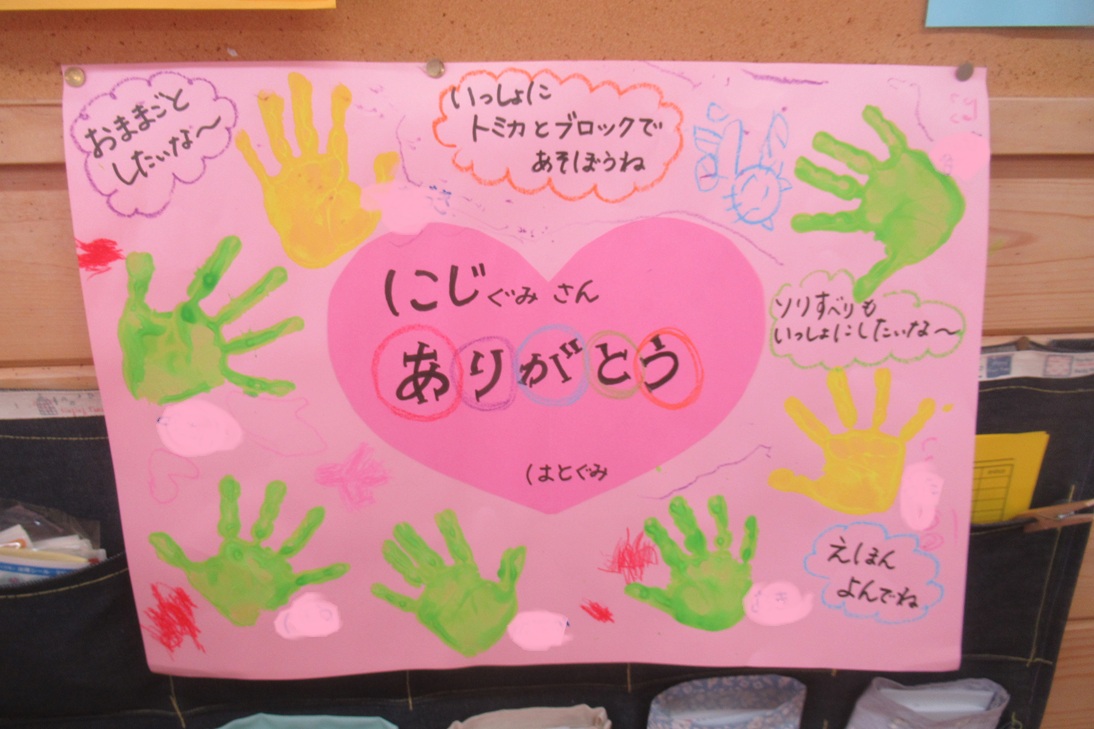 おままごと
したいな〜
いっしょに
トミカとブロックで
あそぼうね
にじぐみ さん
ありがとう
はとぐみ
ソリすべりも
いっしょにしたいな〜
えほん
よんでね